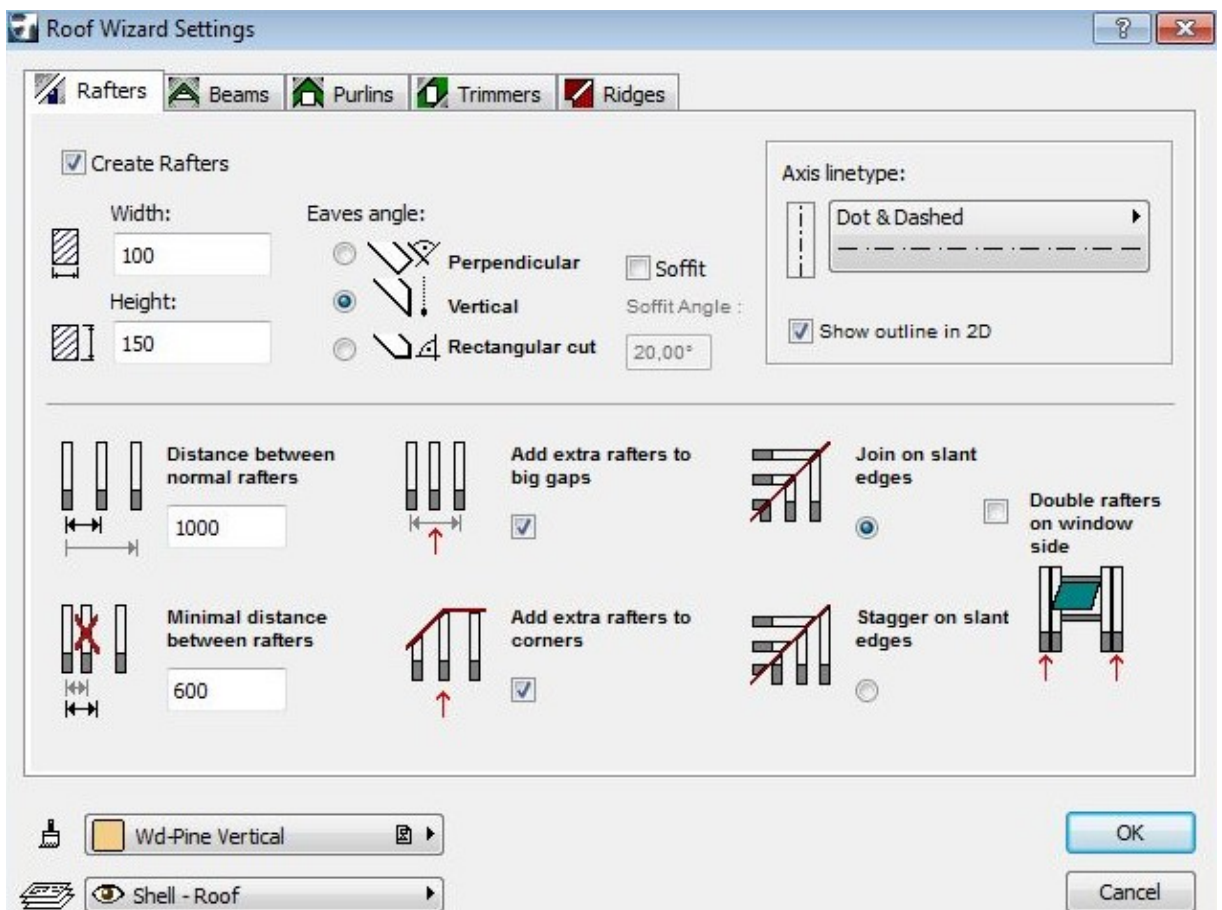 Roof Wizard Settings
Rafters Beams Purlins Trimmers Ridges
Create Rafters
Width:
100
Height:
150
Eaves angle:
Perpendicular
Vertical
Rectangular cut
Soffit
Soffit Angle :
20,00°
Axis linetype:
Dot & Dashed
Show outline in 2D
Distance between
normal rafters
1000
Add extra rafters to
big gaps
Join on slant
edges
Double rafters
on window
side
Minimal distance
between rafters
600
Add extra rafters to
corners
Stagger on slant
edges
Wd-Pine Vertical
OK
Shell - Roof
Cancel